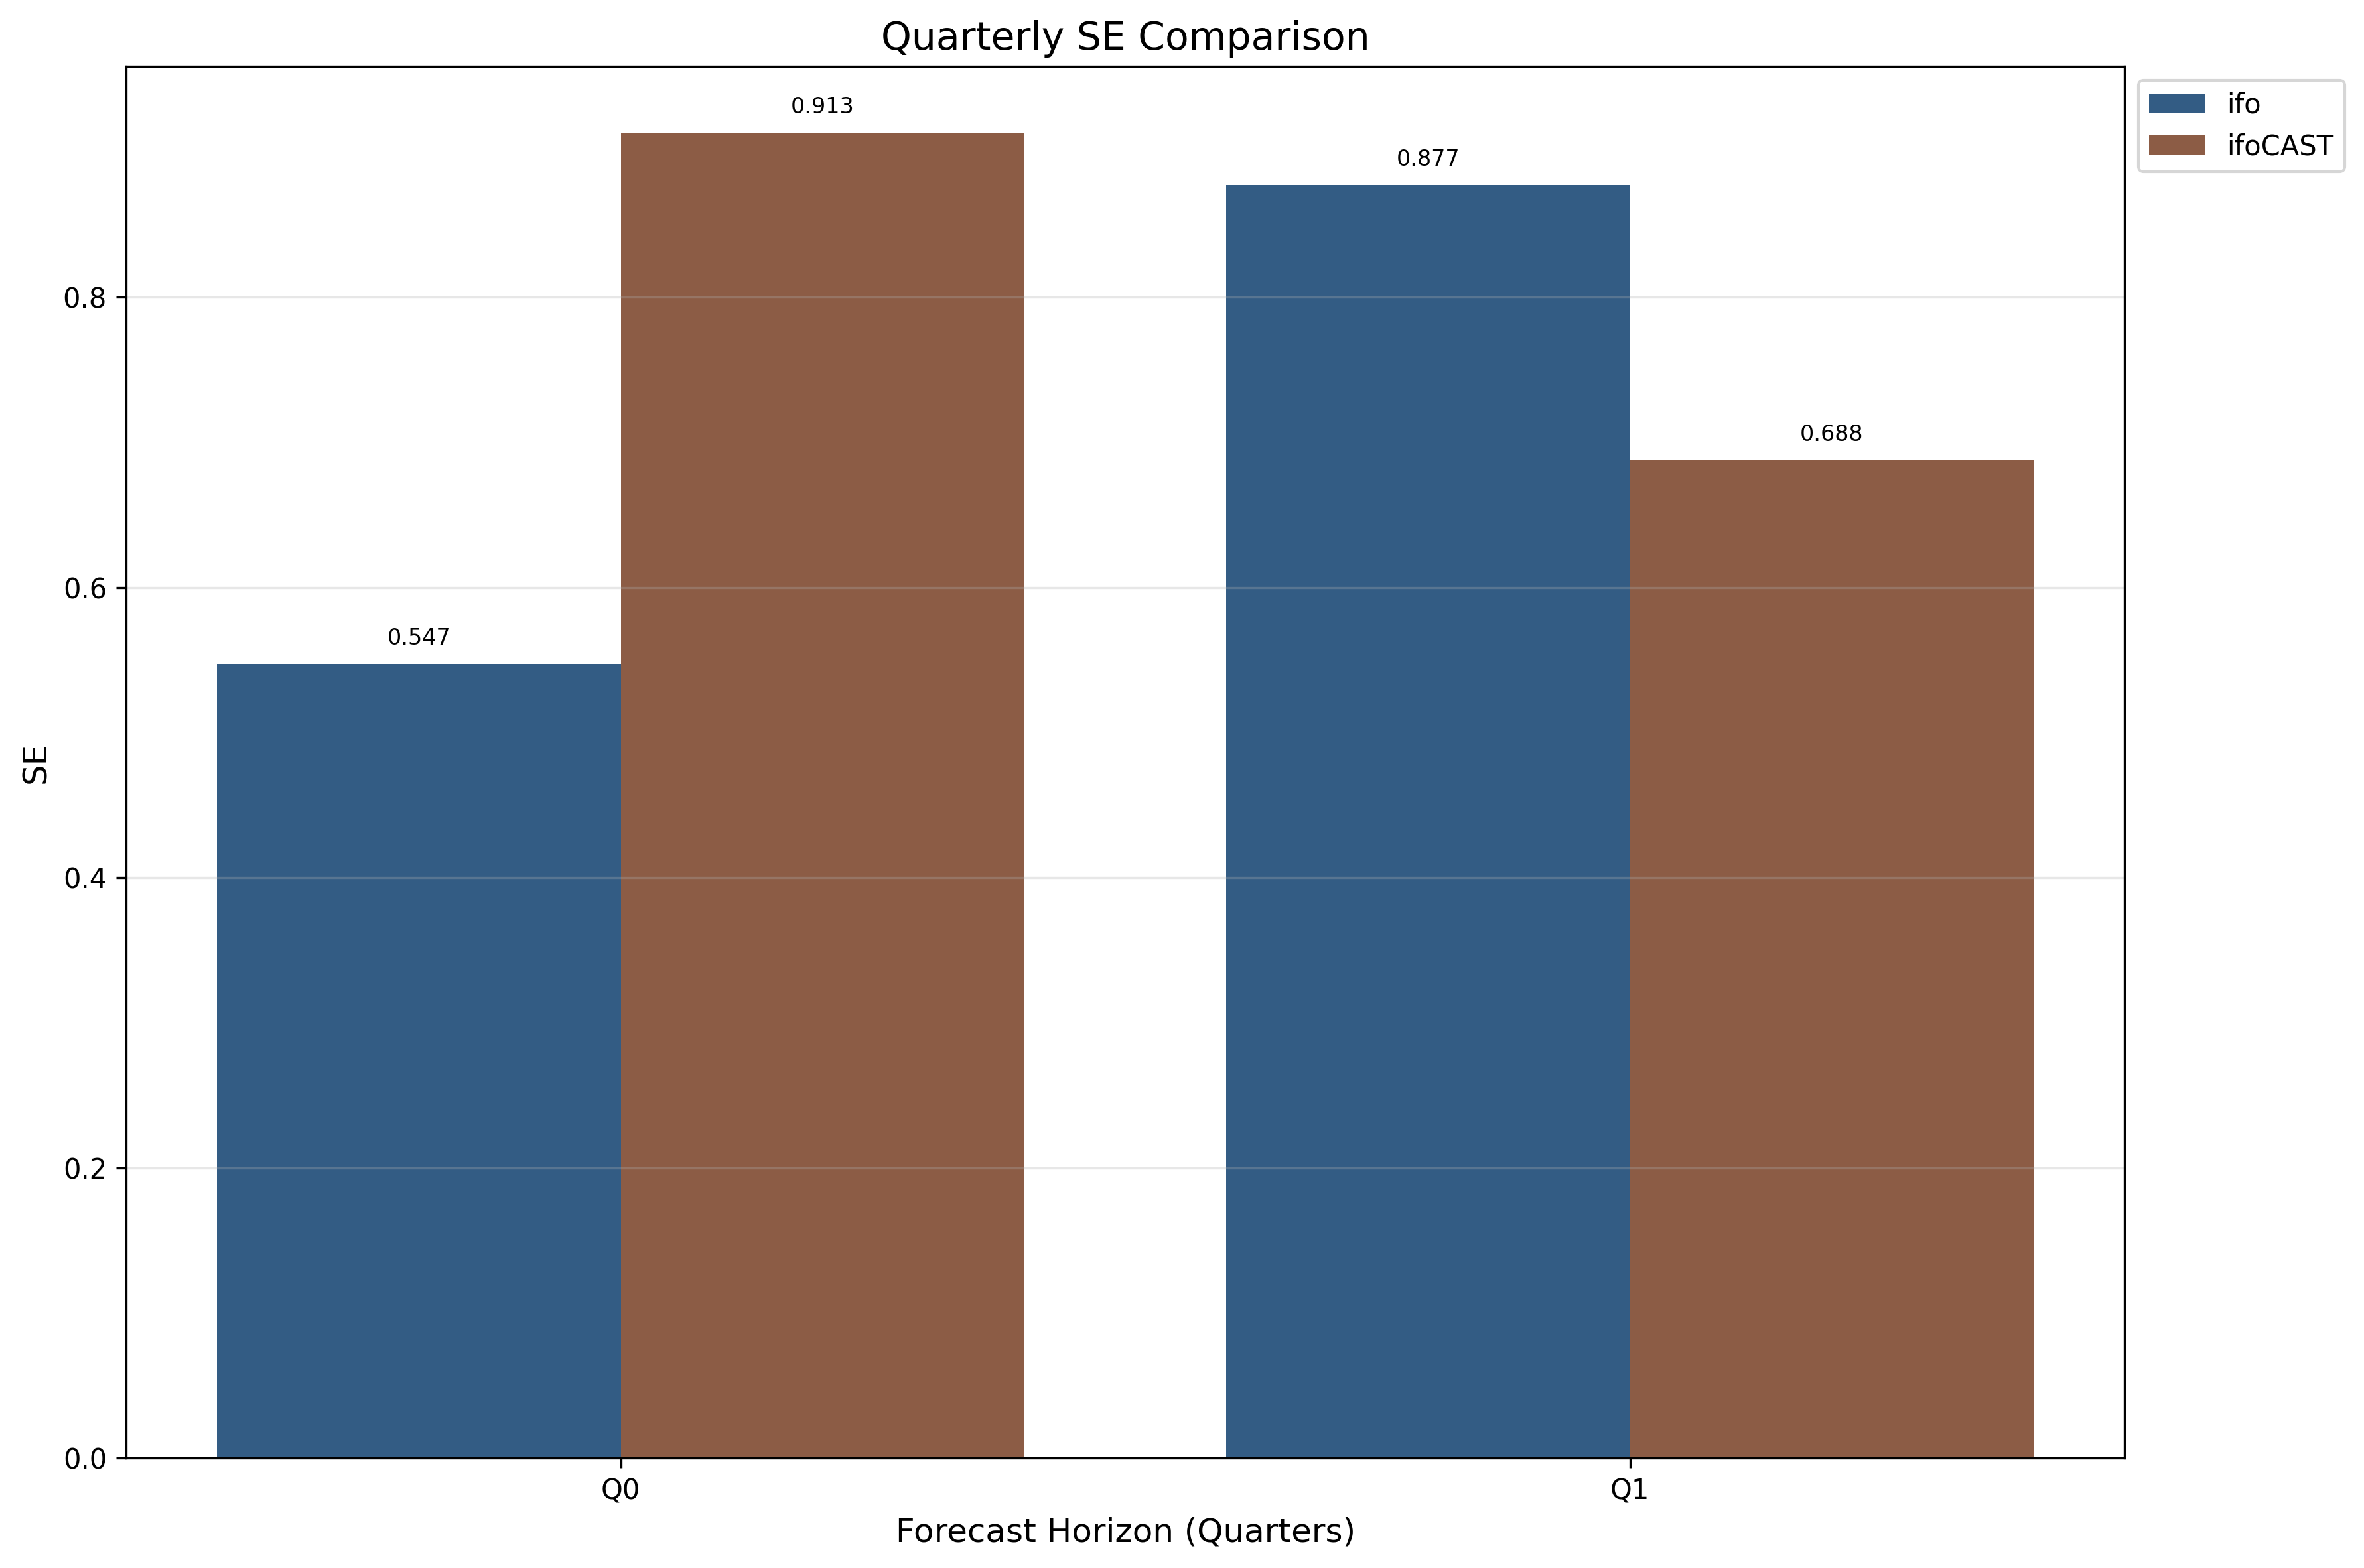 Quarterly SE Comparison
ifo
ifoCAST
0.913
0.877
0.688
0.547
SE
0.8
0.6
0.4
0.2
0.0
Q0
Q1
Forecast Horizon (Quarters)